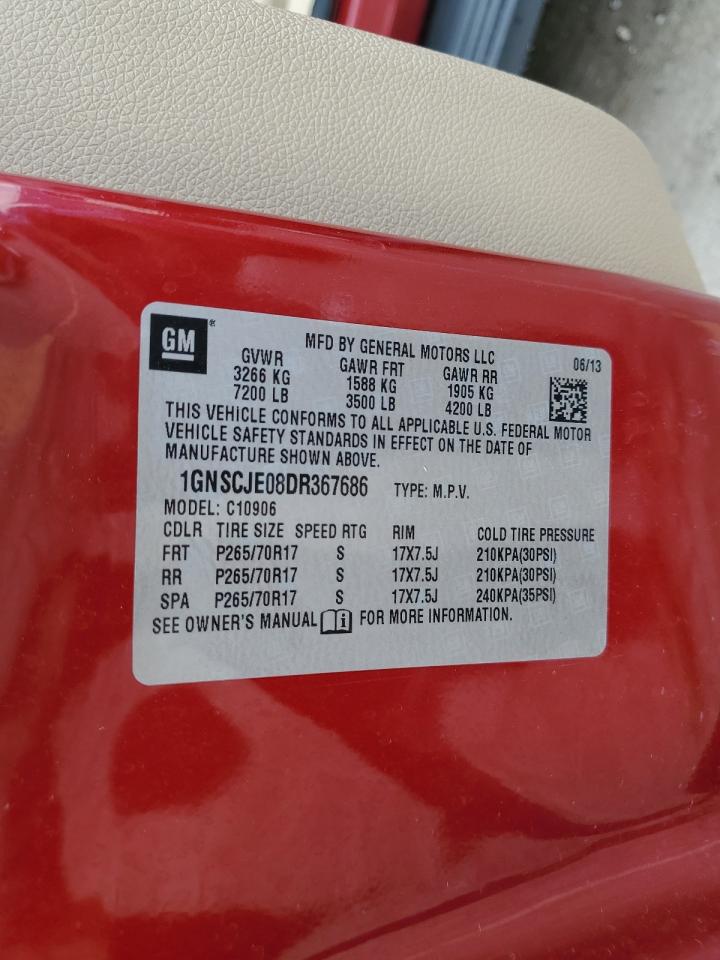 GM®
MFD BY GENERAL MOTORS LLC
06/13
GVWR GAWR FRT GAWR RR
3266 KG 1588 KG 1905 KG
7200 LB 3500 LB 4200 LB
THIS VEHICLE CONFORMS TO ALL APPLICABLE U.S. FEDERAL MOTOR
VEHICLE SAFETY STANDARDS IN EFFECT ON THE DATE OF
MANUFACTURE SHOWN ABOVE.
1GNSCJE08DR367686 TYPE: M.P.V.
MODEL: C10906
CDLR TIRE SIZE SPEED RTG RIM COLD TIRE PRESSURE
FRT P265/70R17 S 17X7.5J 210KPA(30PSI)
RR P265/70R17 S 17X7.5J 210KPA(30PSI)
SPA P265/70R17 S 17X7.5J 240KPA(35PSI)
SEE OWNER'S MANUAL i FOR MORE INFORMATION.